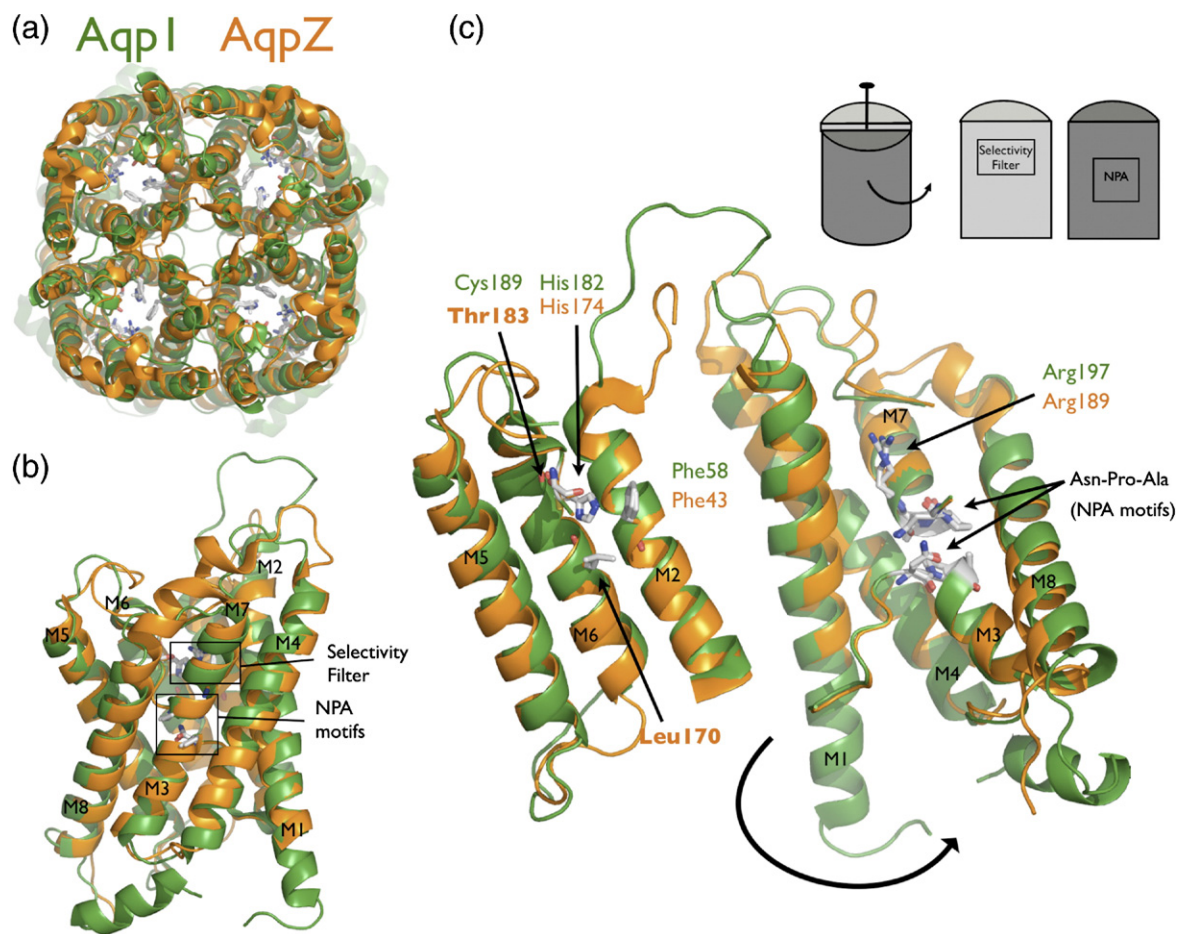 (a) Aqp1 AqpZ
(b)
M2
M6
M7
M5
M4
Selectivity
Filter
NPA
motifs
M3
M8
M1
(c)
Selectivity
Filter
NPA
Cys189 His182
Thr183 His174
Arg197
Arg189
M7
Phe58
Phe43
Asn-Pro-Ala
(NPA motifs)
M5
M2
M8
M6
M3
M4
Leu170
M1